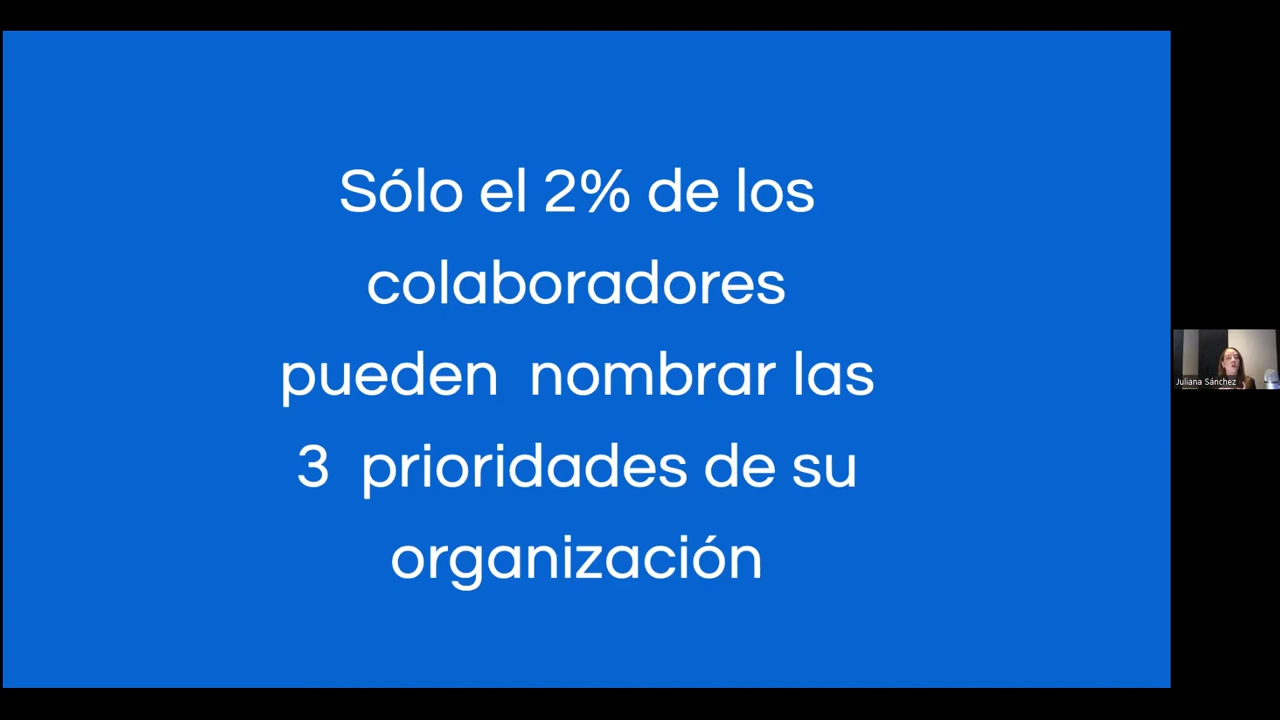 Sólo el 2% de los
colaboradores
pueden nombrar las
3 prioridades de su
organización
Juliana Sánchez